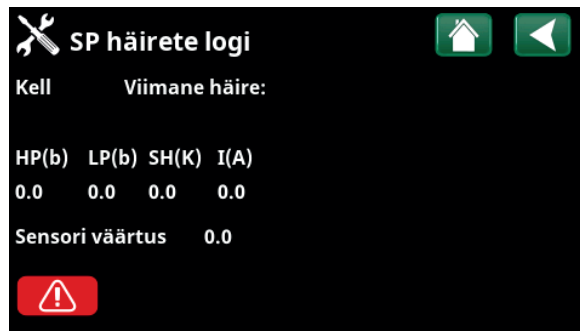 SP häirete logi
Kell Viimane häire:
HP(b) LP(b) SH(K) I(A)
0.0 0.0 0.0 0.0
Sensori väärtus 0.0